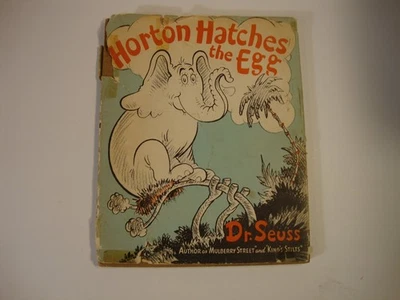 Horton Hatches
the Egg
Dr. Seuss
AUTHOR OF MULBERRY STREET AND "KING'S STILTS"